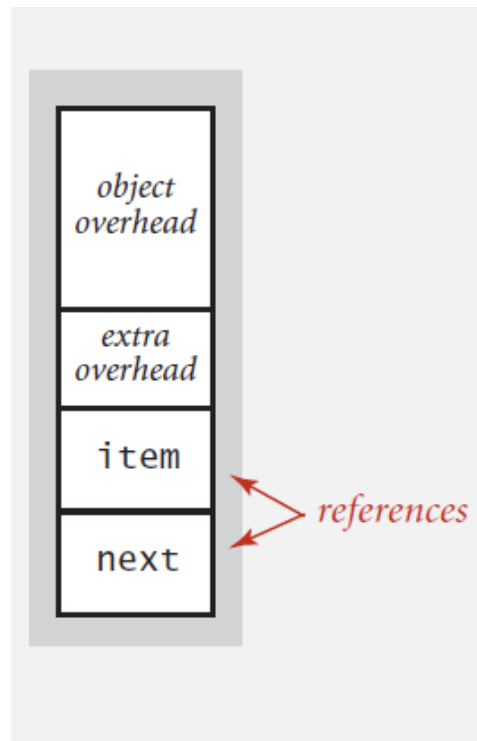 object
overhead
extra
overhead
item
references
next